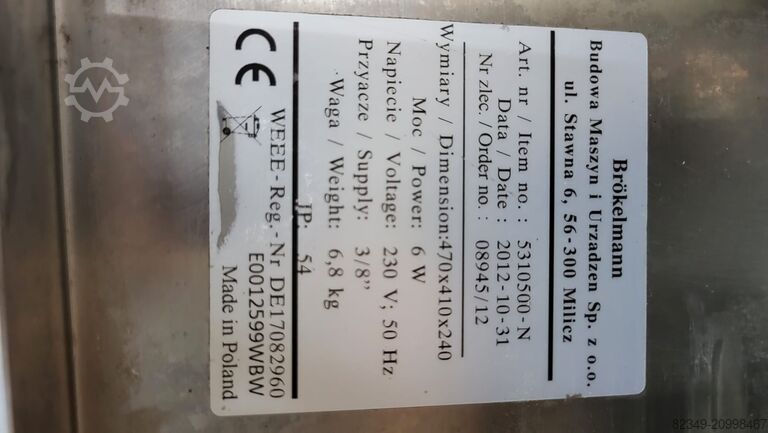 Brökelmann
Budowa Maszyn i Urzadzen Sp. z o.o.
ul. Stawna 6, 56-300 Milicz
Art. nr / Item no.: 5310500-N
Data / Date: 2012-10-31
Nr zlec. /Order no.: 08945/12
Wymiary / Dimension:470x410x240
Moc / Power: 6 W
Napiecie / Voltage: 230 V; 50 Hz
Przyacze / Supply: 3/8”
Waga / Weight: 6,8 kg
IP: 54
WEEE-Reg.-Nr DE17082960
E0012599WBW
Made in Poland
CE
82349-20998467